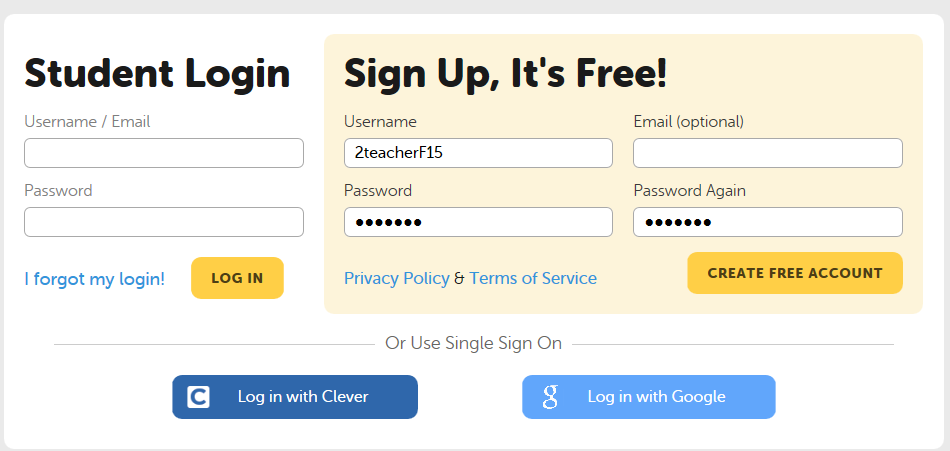 Student Login
Username / Email
Password
I forgot my login!
LOG IN
Sign Up, It's Free!
Username
Email (optional)
2teacherF15
Password
Password Again
•••••••
•••••••
Privacy Policy & Terms of Service
CREATE FREE ACCOUNT
Or Use Single Sign On
C
Log in with Clever
g
Log in with Google